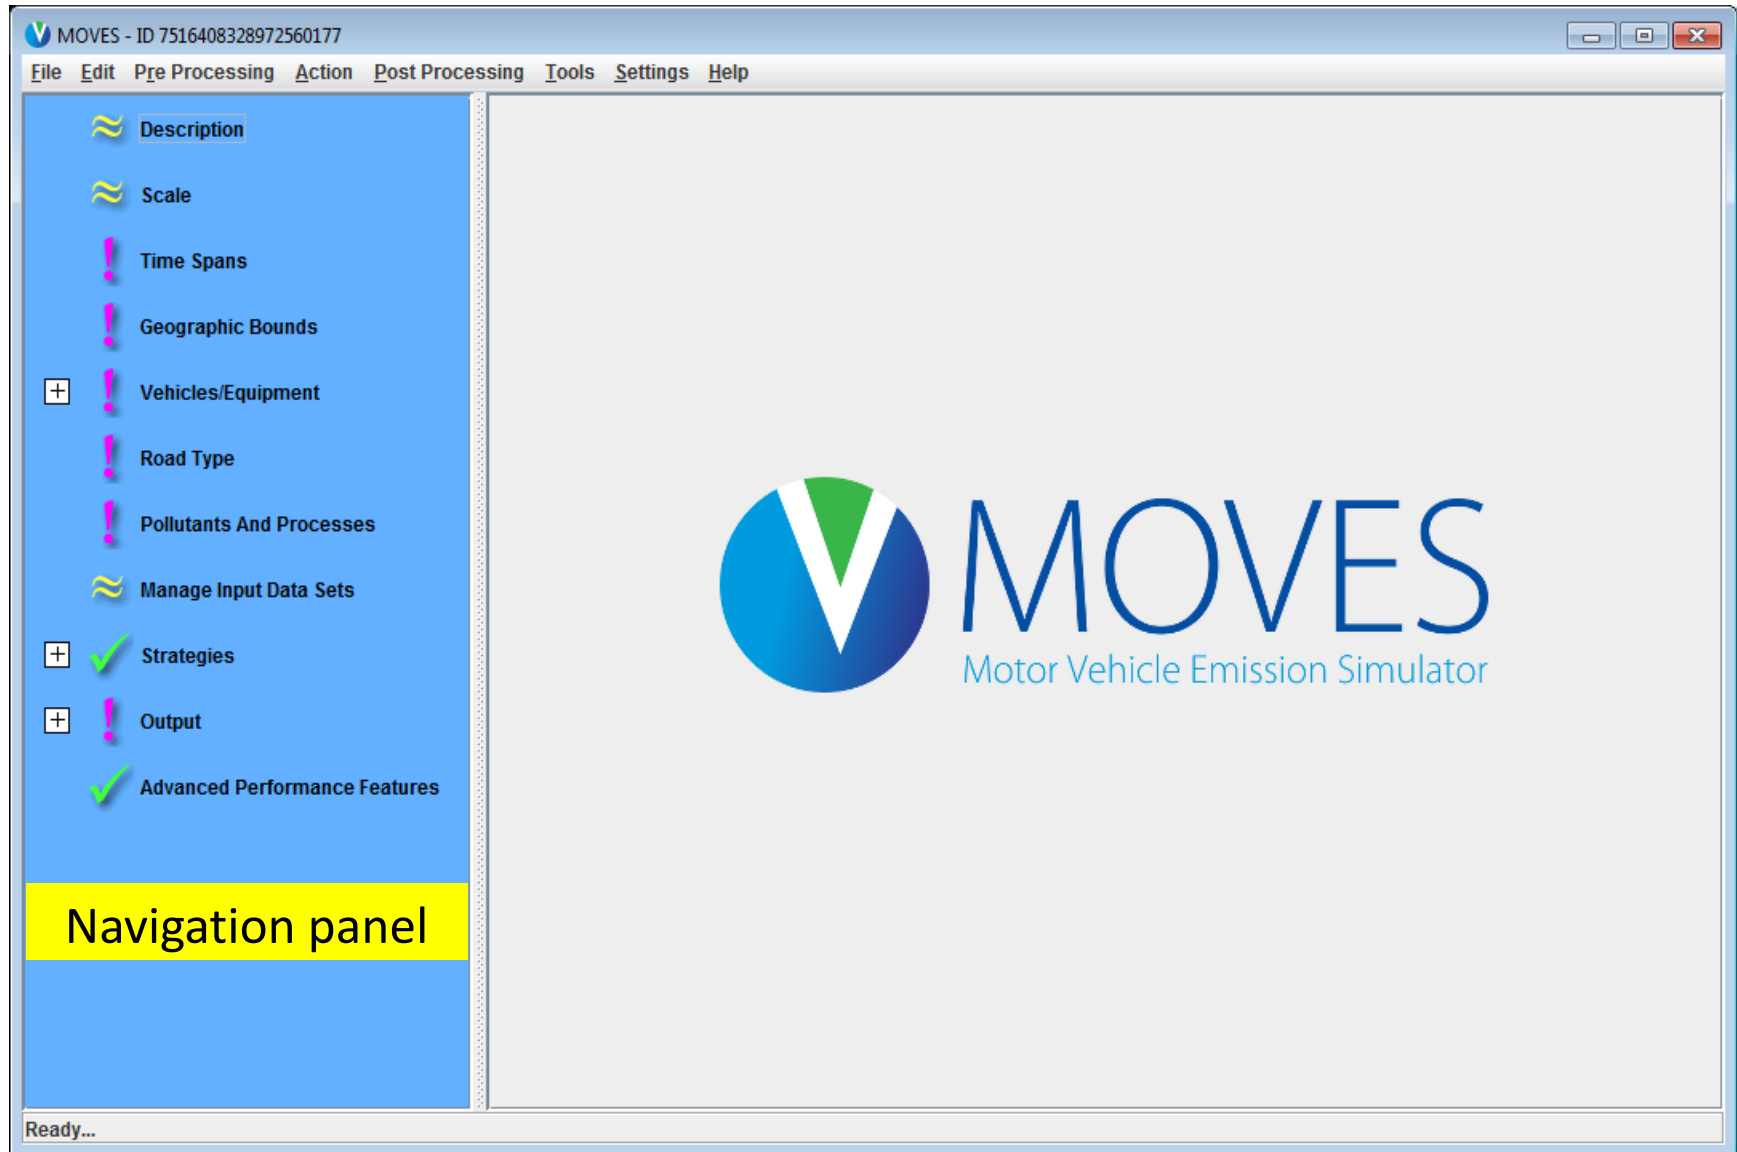 MOVES - ID 7516408328972560177
File Edit Pre Processing Action Post Processing Tools Settings Help
Description
Scale
Time Spans
Geographic Bounds
Vehicles/Equipment
Road Type
Pollutants And Processes
Manage Input Data Sets
Strategies
Output
Advanced Performance Features
Navigation panel
MOVES
Motor Vehicle Emission Simulator
Ready...